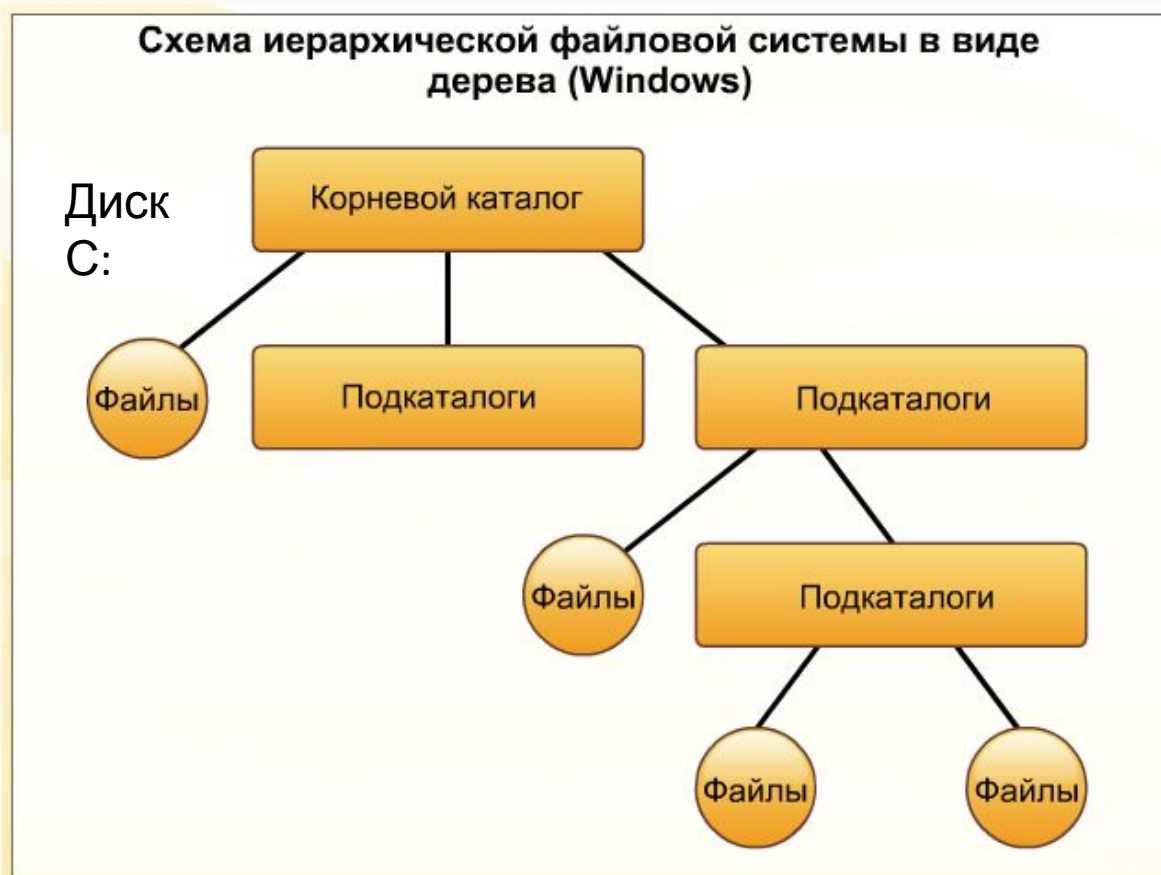 Схема иерархической файловой системы в виде
дерева (Windows)
Диск
С:
Корневой каталог
Файлы
Подкаталоги
Подкаталоги
Файлы
Подкаталоги
Файлы
Файлы